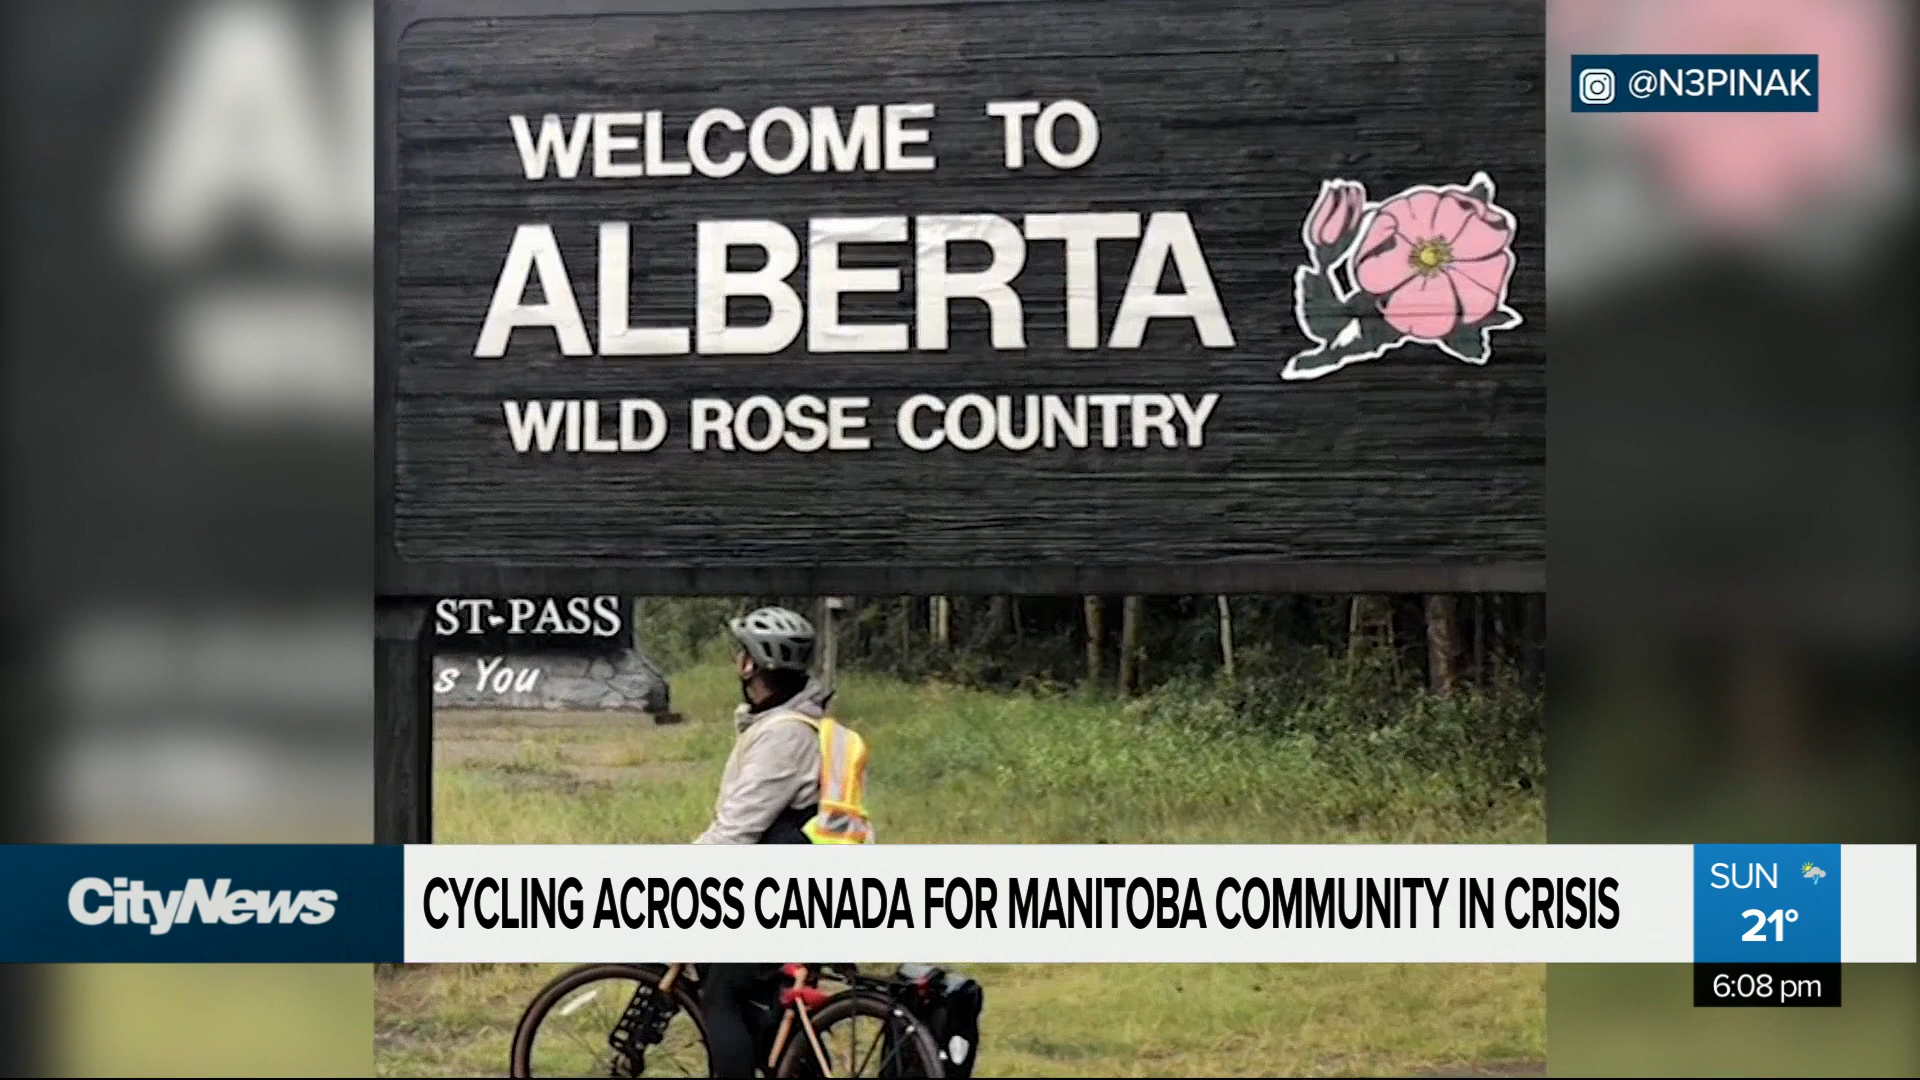 @N3PINAK
WELCOME TO
ALBERTA
WILD ROSE COUNTRY
ST-PASS
s You
CityNews
CYCLING ACROSS CANADA FOR MANITOBA COMMUNITY IN CRISIS
SUN
21°
6:08 pm